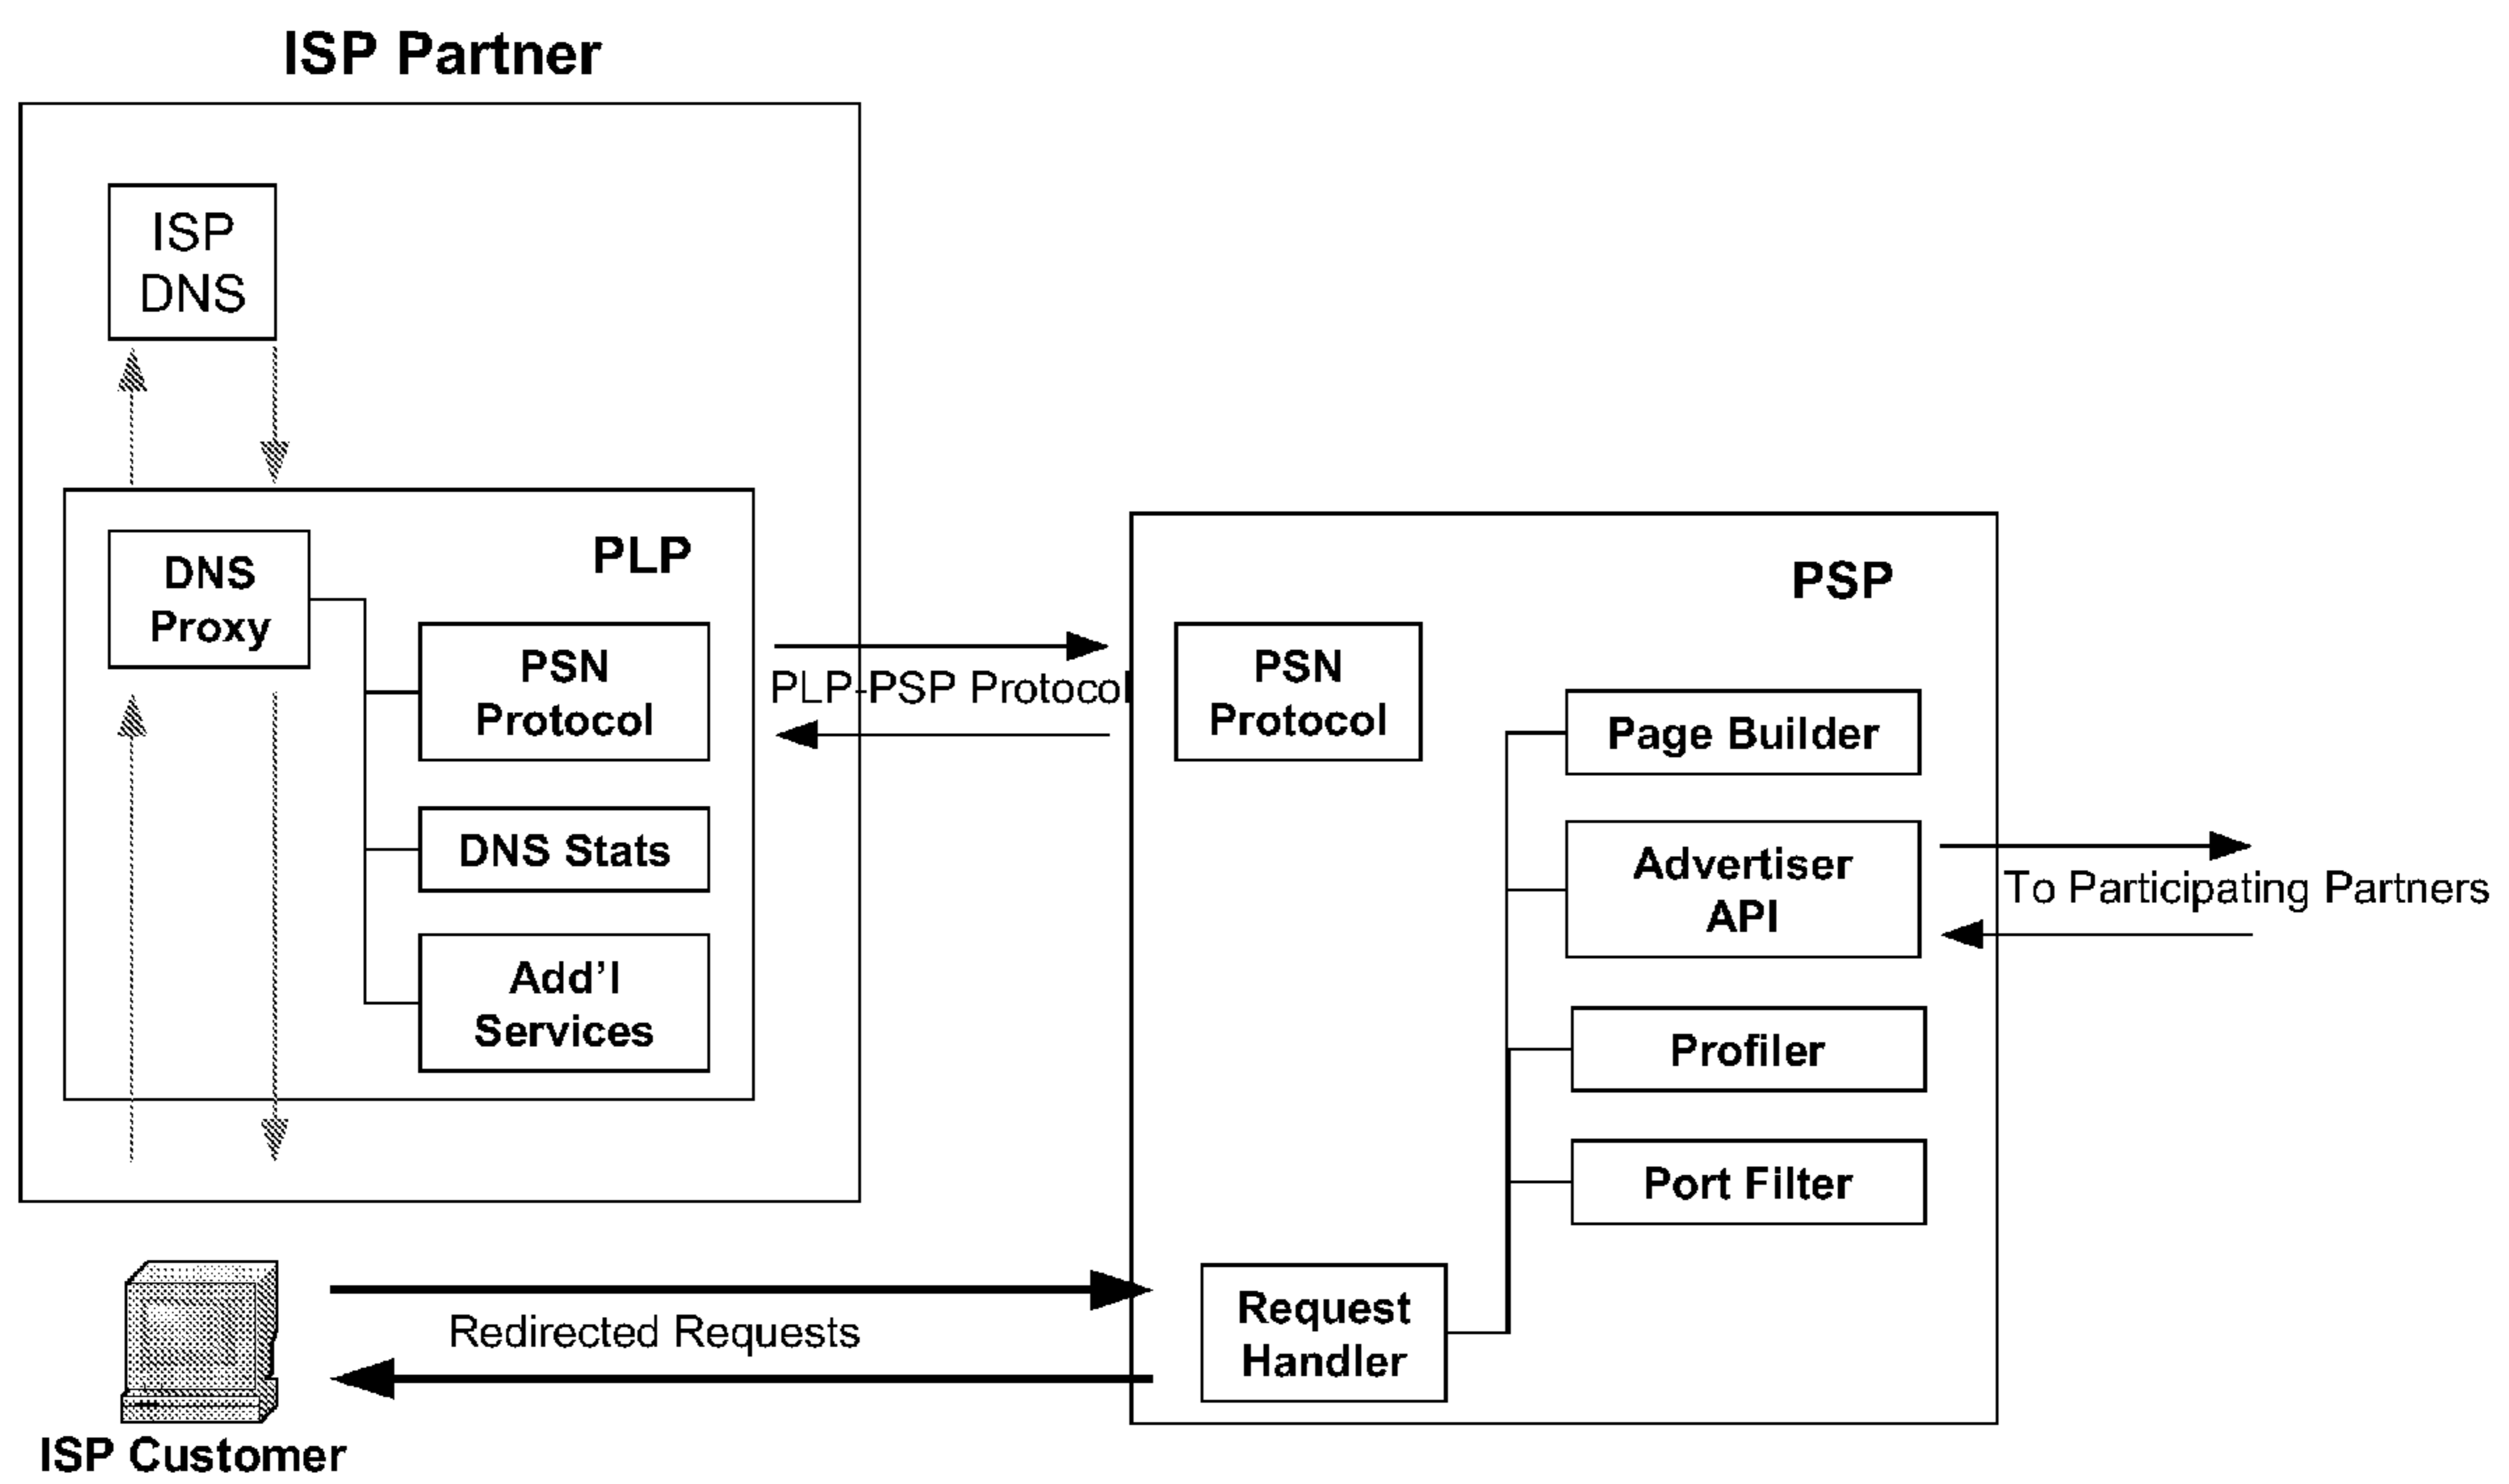 ISP Partner
ISP
DNS
PLP
DNS
Proxy
PSN
Protocol
DNS Stats
Add’l
Services
PLP-PSP Protocol
PSP
PSN
Protocol
Page Builder
Advertiser
API
Profiler
Port Filter
Request
Handler
To Participating Partners
Redirected Requests
ISP Customer